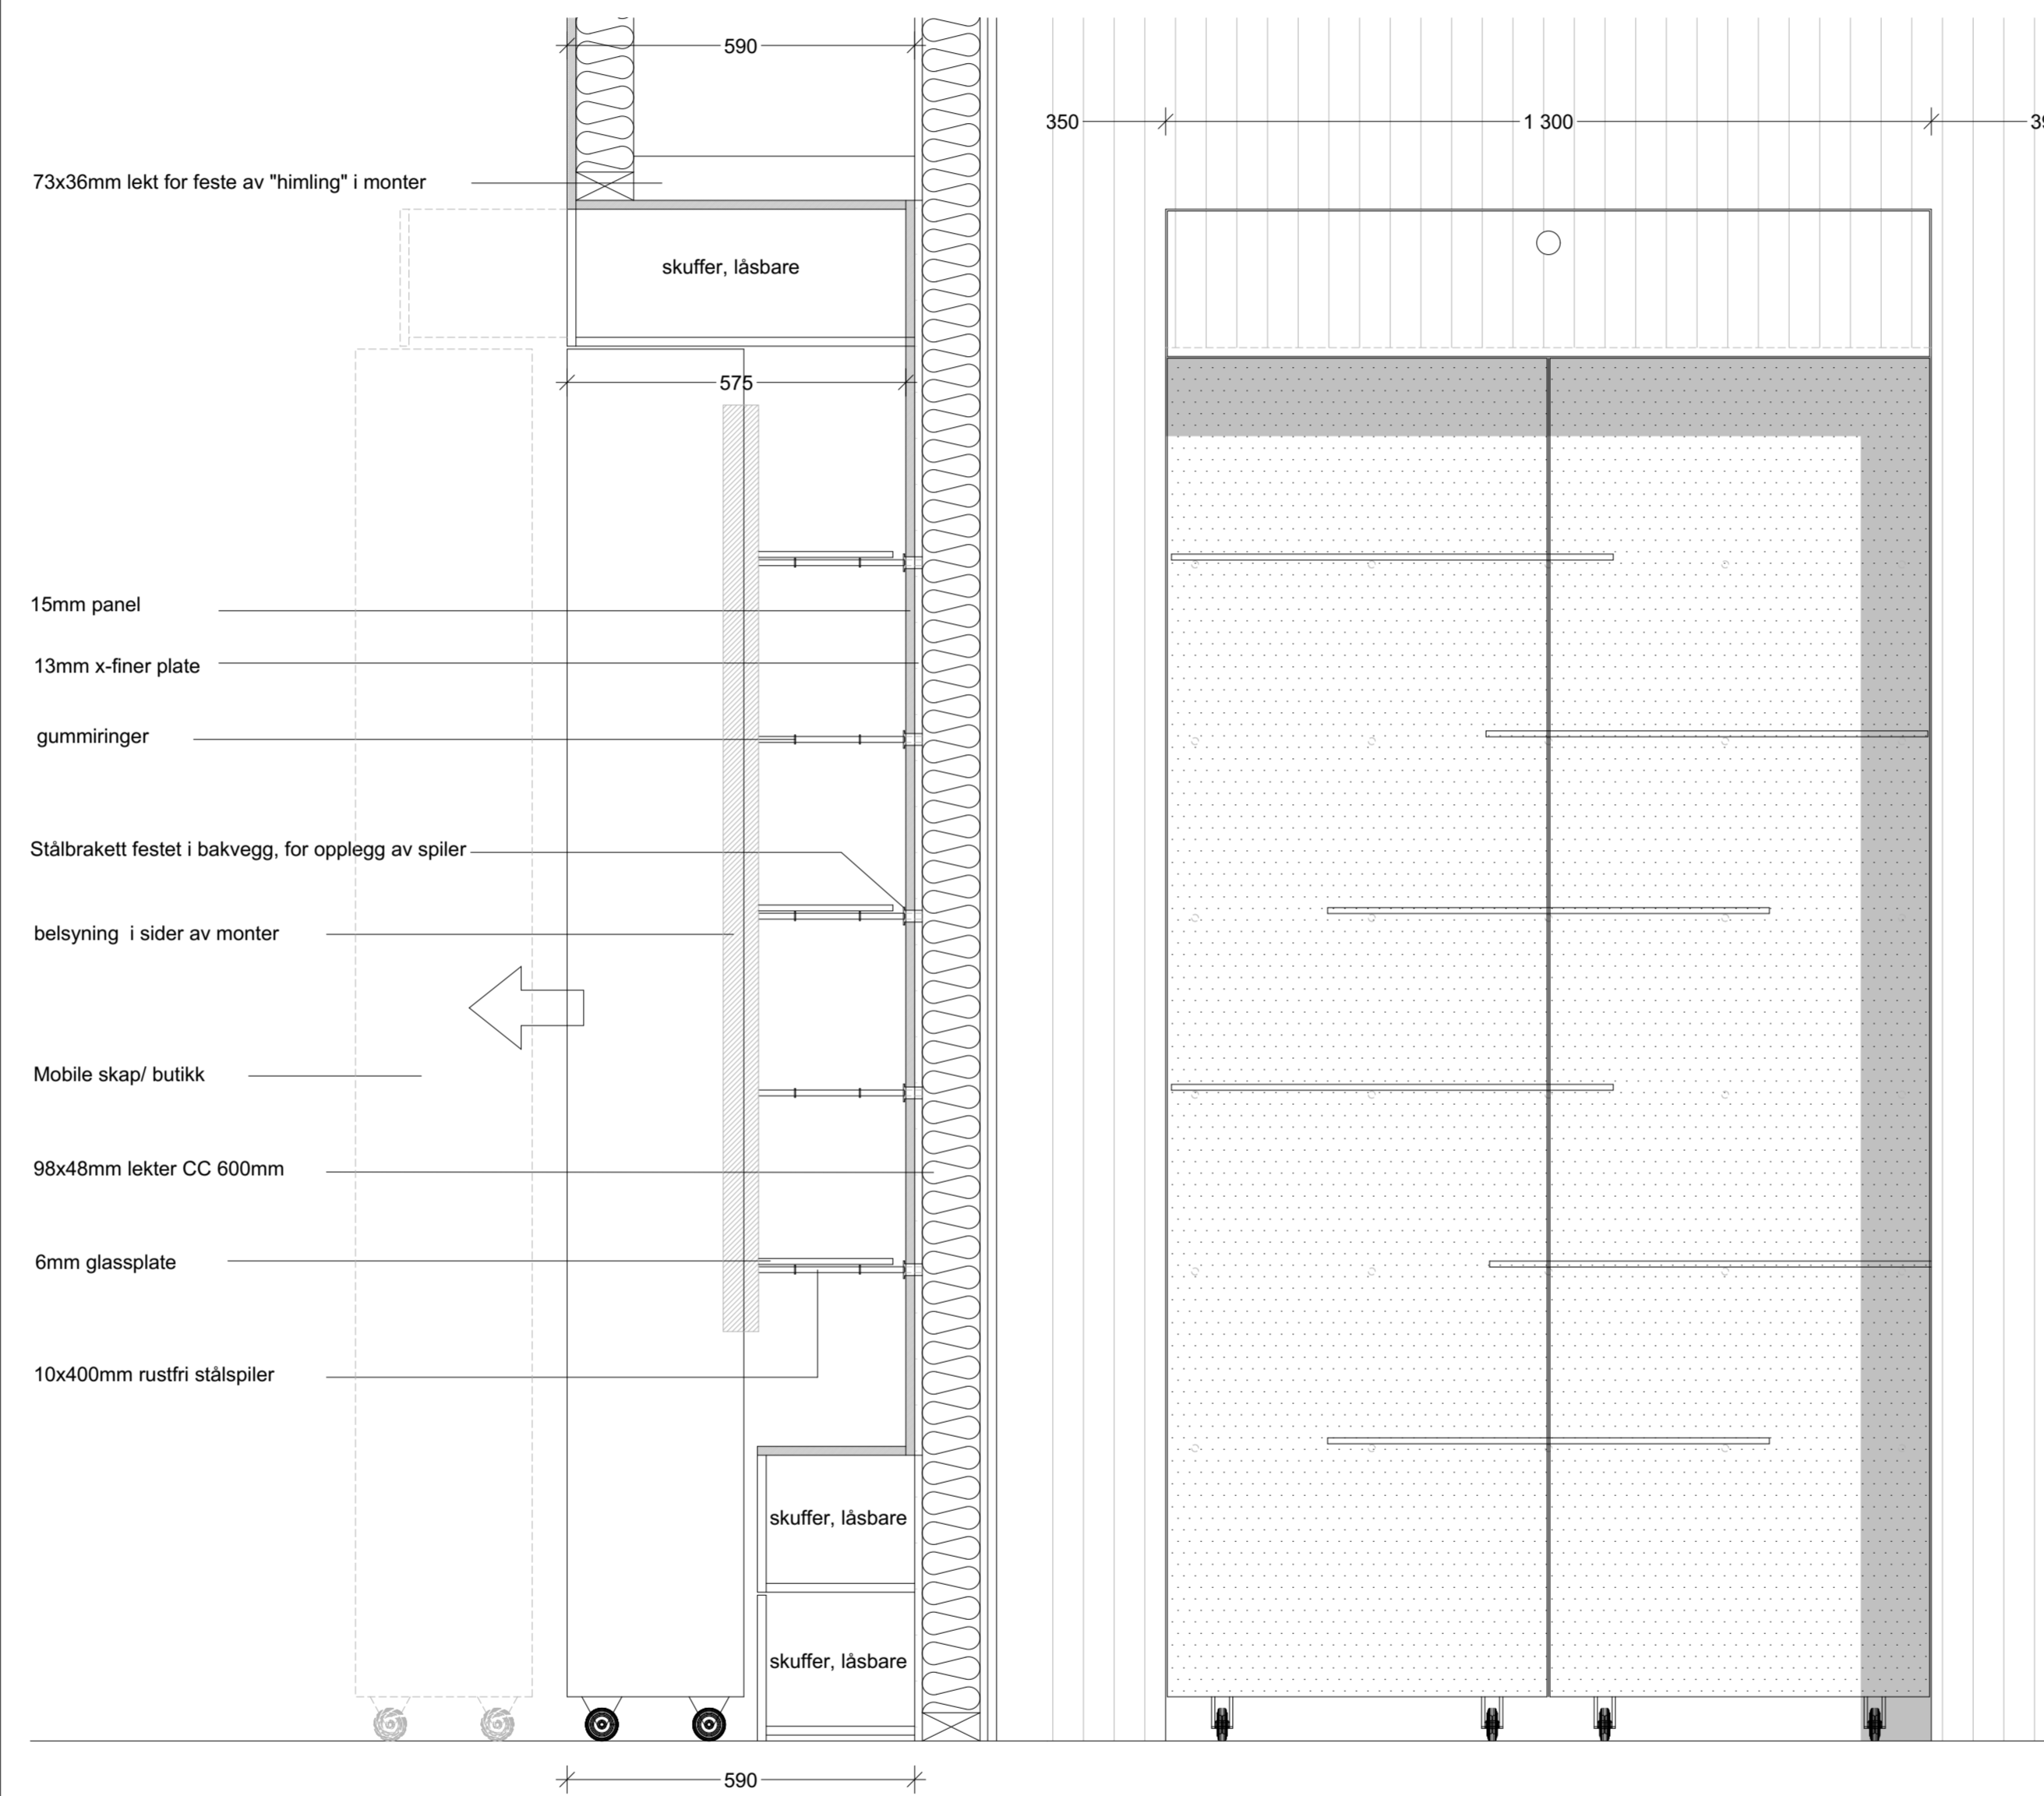 590
350
1 300
73x36mm lekt for feste av "himling" i monter
skuffer, låsbare
575
15mm panel
13mm x-finer plate
gummiringer
Stålbrakett festet i bakvegg, for opplegg av spiler
belsyning i sider av monter
Mobile skap/ butikk
98x48mm lekter CC 600mm
6mm glassplate
10x400mm rustfri stålspiler
skuffer, låsbare
skuffer, låsbare
590